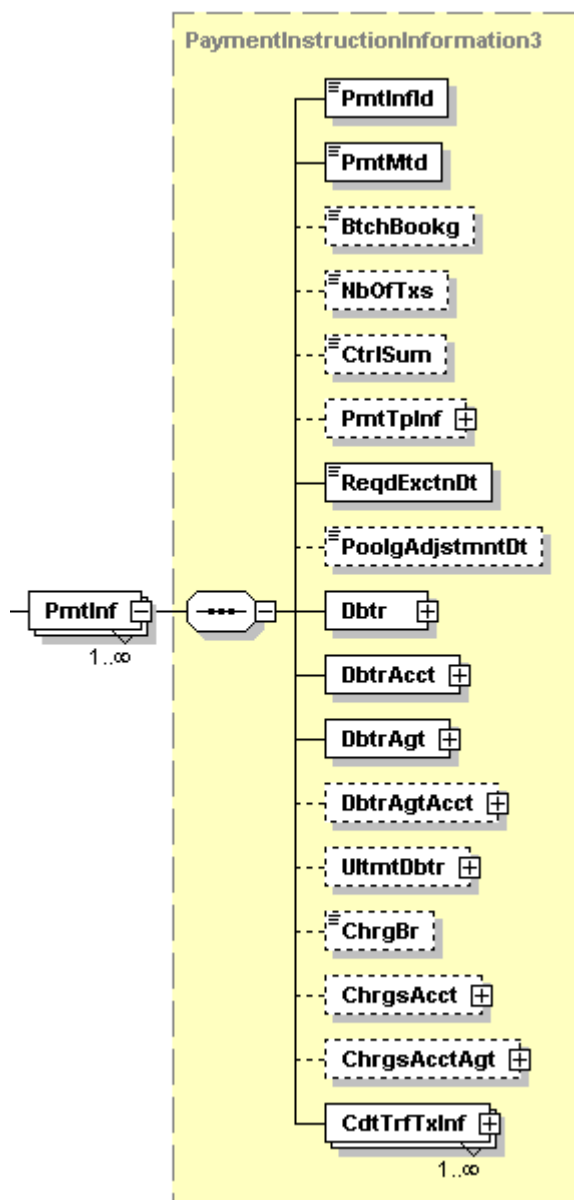 PaymentInstructionInformation3
PmtInfId
PmtMtd
BtchBookg
NbOfTxs
CtrlSum
PmtTpInf
ReqdExctnDt
PoolgAdjstmntDt
PmtInf
1..∞
Dbtr
DbtrAcct
DbtrAgt
DbtrAgtAcct
UltmtDbtr
ChrgBr
ChrgsAcct
ChrgsAcctAgt
CdtTrfTxInf
1..∞